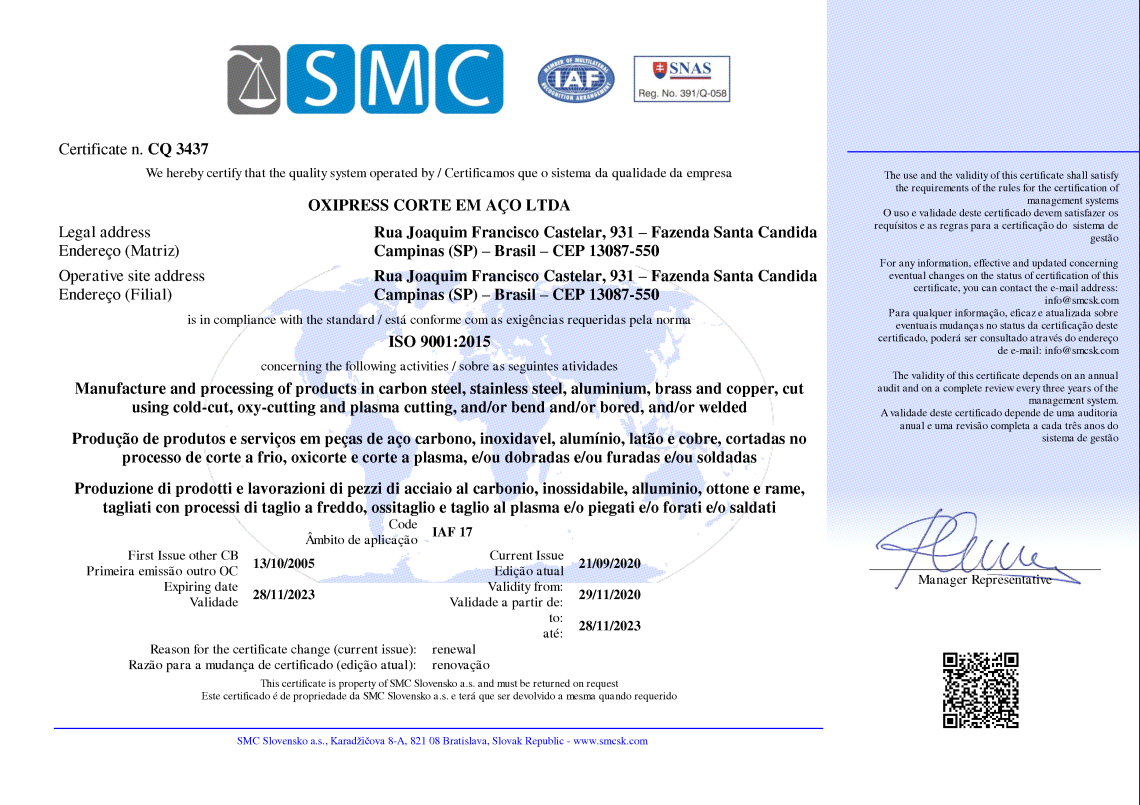 SMC
MEMBER OF MULTILATERAL
IAF
RECOGNITION ARRANGEMENT
SNAS
Reg. No. 391/Q-058
Certificate n. CQ 3437
We hereby certify that the quality system operated by / Certificamos que o sistema da qualidade da empresa
OXIPRESS CORTE EM AÇO LTDA
Legal address
Endereço (Matriz)
Rua Joaquim Francisco Castelar, 931 – Fazenda Santa Candida
Campinas (SP) – Brasil – CEP 13087-550
Operative site address
Endereço (Filial)
Rua Joaquim Francisco Castelar, 931 – Fazenda Santa Candida
Campinas (SP) – Brasil – CEP 13087-550
is in compliance with the standard / está conforme com as exigências requeridas pela norma
ISO 9001:2015
concerning the following activities / sobre as seguintes atividades
Manufacture and processing of products in carbon steel, stainless steel, aluminium, brass and copper, cut
using cold-cut, oxy-cutting and plasma cutting, and/or bend and/or bored, and/or welded
Produção de produtos e serviços em peças de aço carbono, inoxidavel, alumínio, latão e cobre, cortadas no
processo de corte a frio, oxicorte e corte a plasma, e/ou dobradas e/ou furadas e/ou soldadas
Produzione di prodotti e lavorazioni di pezzi di acciaio al carbonio, inossidabile, alluminio, ottone e rame,
tagliati con processi di taglio a freddo, ossitaglio e taglio al plasma e/o piegati e/o forati e/o saldati
Code
Âmbito de aplicação
IAF 17
First Issue other CB
Primeira emissão outro OC
13/10/2005
Expiring date
Validade
28/11/2023
Current Issue
Edição atual
21/09/2020
Validity from:
Validade a partir de:
29/11/2020
to:
até:
28/11/2023
Reason for the certificate change (current issue): renewal
Razão para a mudança de certificado (edição atual): renovação
This certificate is property of SMC Slovensko a.s. and must be returned on request
Este certificado é de propriedade da SMC Slovensko a.s. e terá que ser devolvido a mesma quando requerido
SMC Slovensko a.s., Karadžičova 8-A, 821 08 Bratislava, Slovak Republic - www.smcsk.com
The use and the validity of this certificate shall satisfy
the requirements of the rules for the certification of
management systems
O uso e validade deste certificado devem satisfazer os
requísitos e as regras para a certificação do sistema de
gestão
For any information, effective and updated concerning
eventual changes on the status of certification of this
certificate, you can contact the e-mail address:
info@smcsk.com
Para qualquer informação, eficaz e atualizada sobre
eventuais mudanças no status da certificação deste
certificado, poderá ser consultado através do endereço
de e-mail: info@smcsk.com
The validity of this certificate depends on an annual
audit and on a complete review every three years of the
management system.
A validade deste certificado depende de uma auditoria
anual e uma revisão completa a cada três anos do
sistema de gestão
Manager Representative